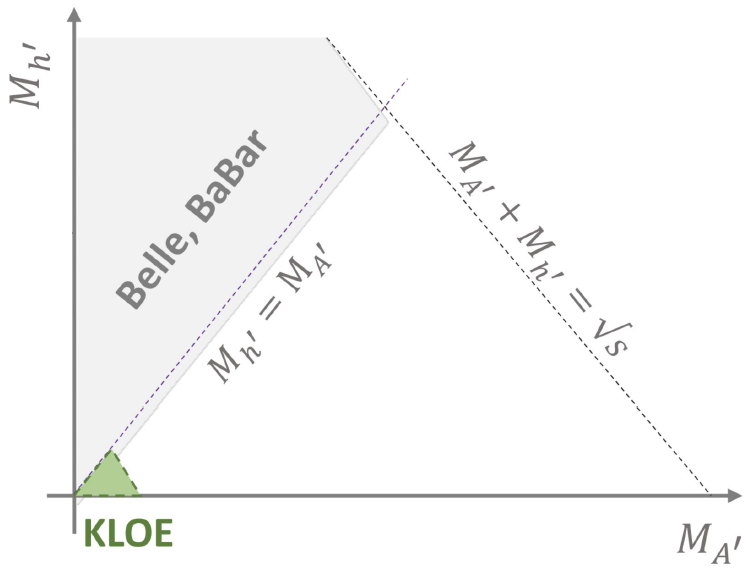 M_{h'}
Belle, BaBar
M_{h'} = M_{A'}
M_{A'} + M_{h'} = √s
KLOE
M_{A'}